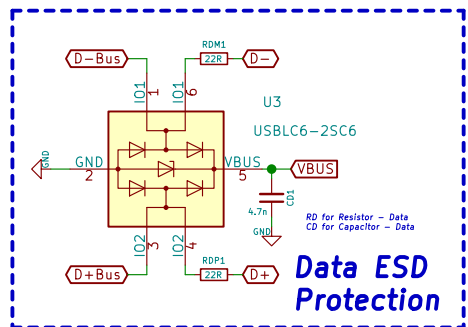 RDM1
D-Bus
22R
D-
IO1
1
IO1
6
U3
USBLC6-2SC6
GND
GND
2
VBUS
5
VBUS
CD1
4.7n
GND
RD for Resistor - Data
CD for Capacitor - Data
IO2
3
IO2
4
RDP1
D+Bus
22R
D+
Data ESD
Protection